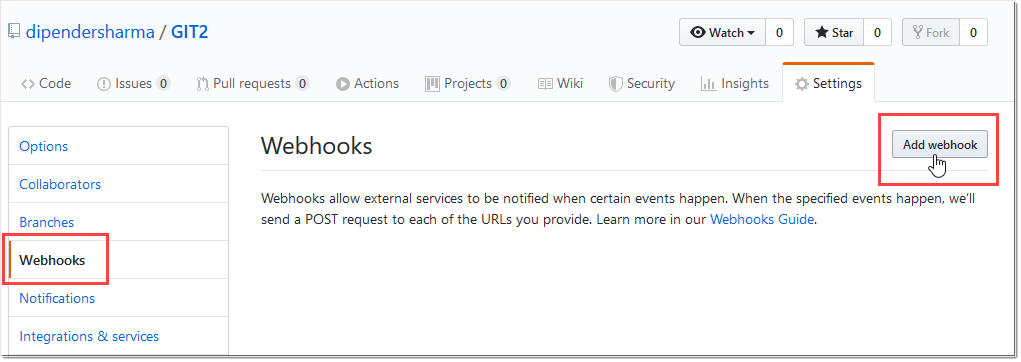 dipendersharma / GIT2
Watch 0 Star 0 Fork 0
Code Issues 0 Pull requests 0 Actions Projects 0 Wiki Security Insights Settings
Options
Collaborators
Branches
Webhooks
Notifications
Integrations & services
Webhooks
Add webhook
Webhooks allow external services to be notified when certain events happen. When the specified events happen, we'll
send a POST request to each of the URLs you provide. Learn more in our Webhooks Guide.